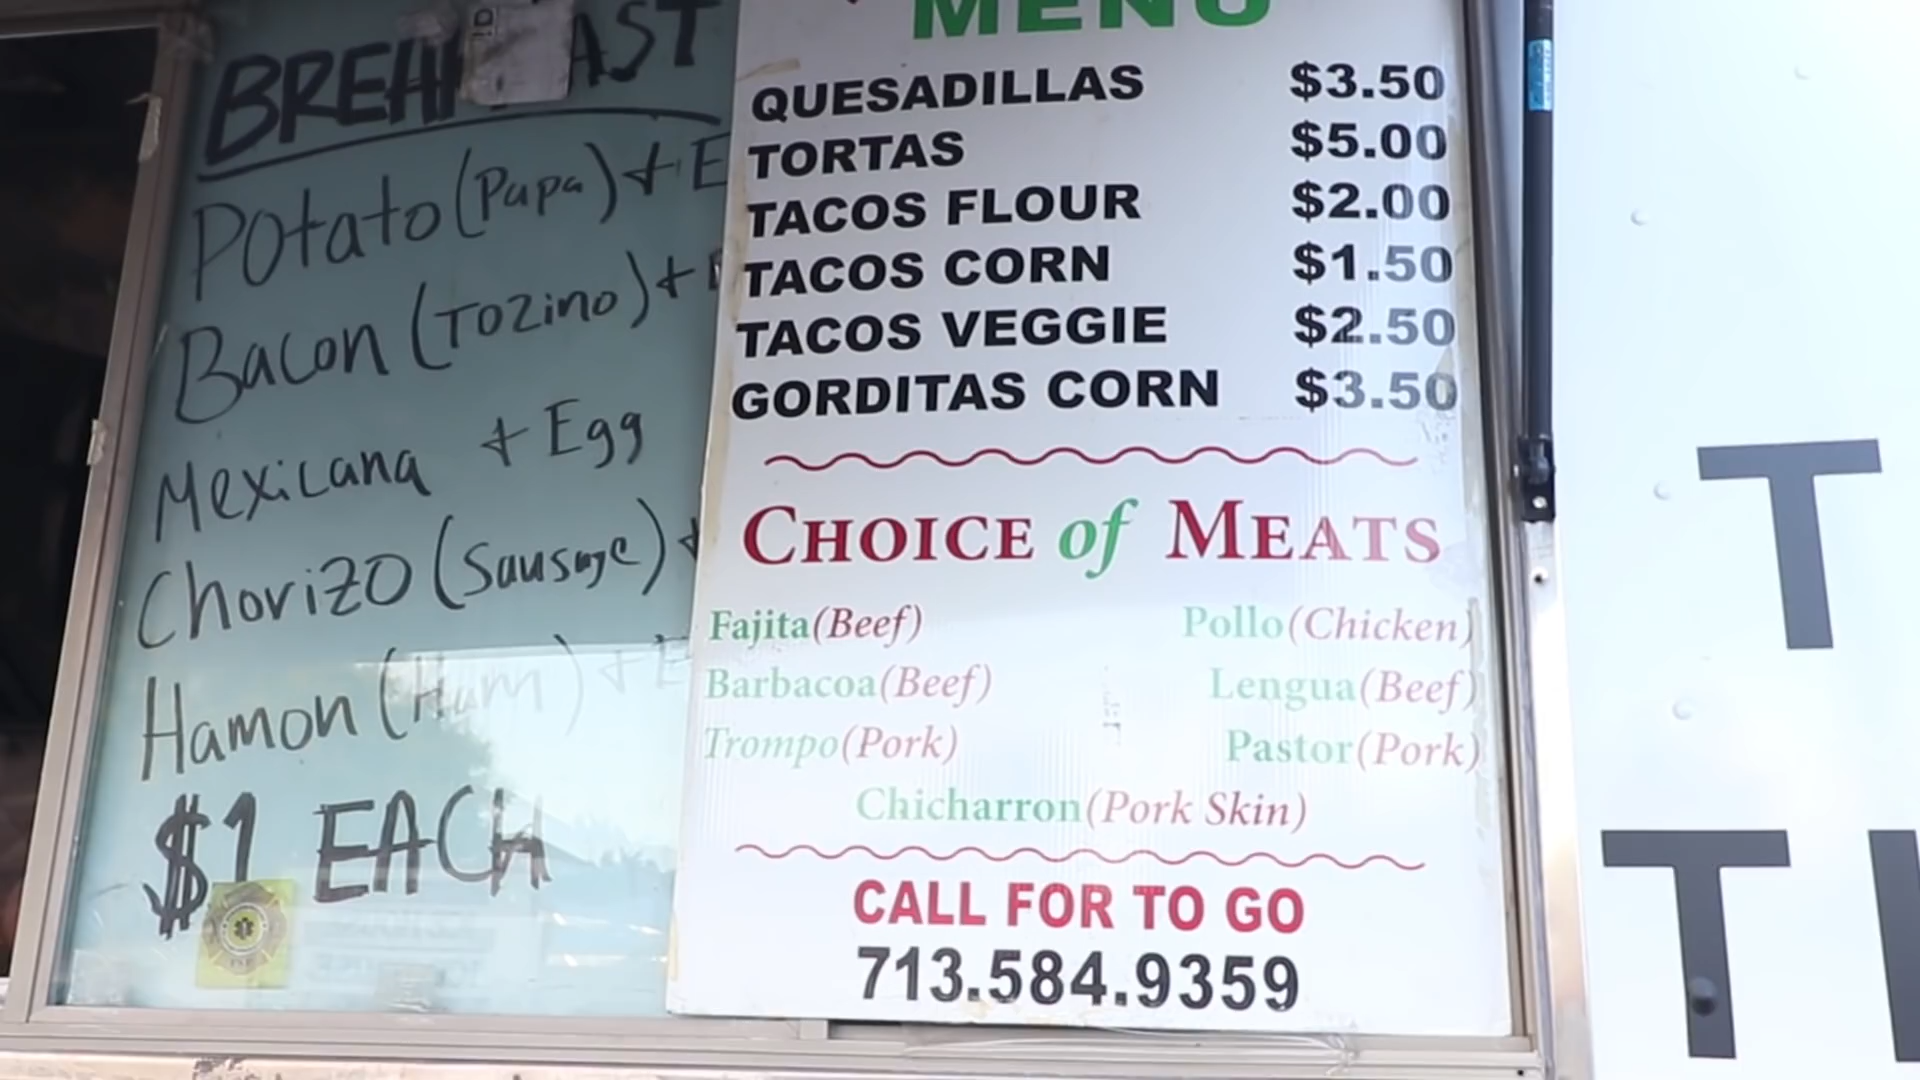 BREAKFAST
Potato (Papa) + E
Bacon (Tozino) +
Mexicana + Egg
Chorizo (Sausage) +
Hamon (Ham) + E
$1 EACH
MENU
QUESADILLAS $3.50
TORTAS $5.00
TACOS FLOUR $2.00
TACOS CORN $1.50
TACOS VEGGIE $2.50
GORDITAS CORN $3.50
CHOICE of MEATS
Fajita(Beef) Pollo(Chicken)
Barbacoa(Beef) Lengua(Beef)
Trompo(Pork) Pastor(Pork)
Chicharron(Pork Skin)
CALL FOR TO GO
713.584.9359
T
T